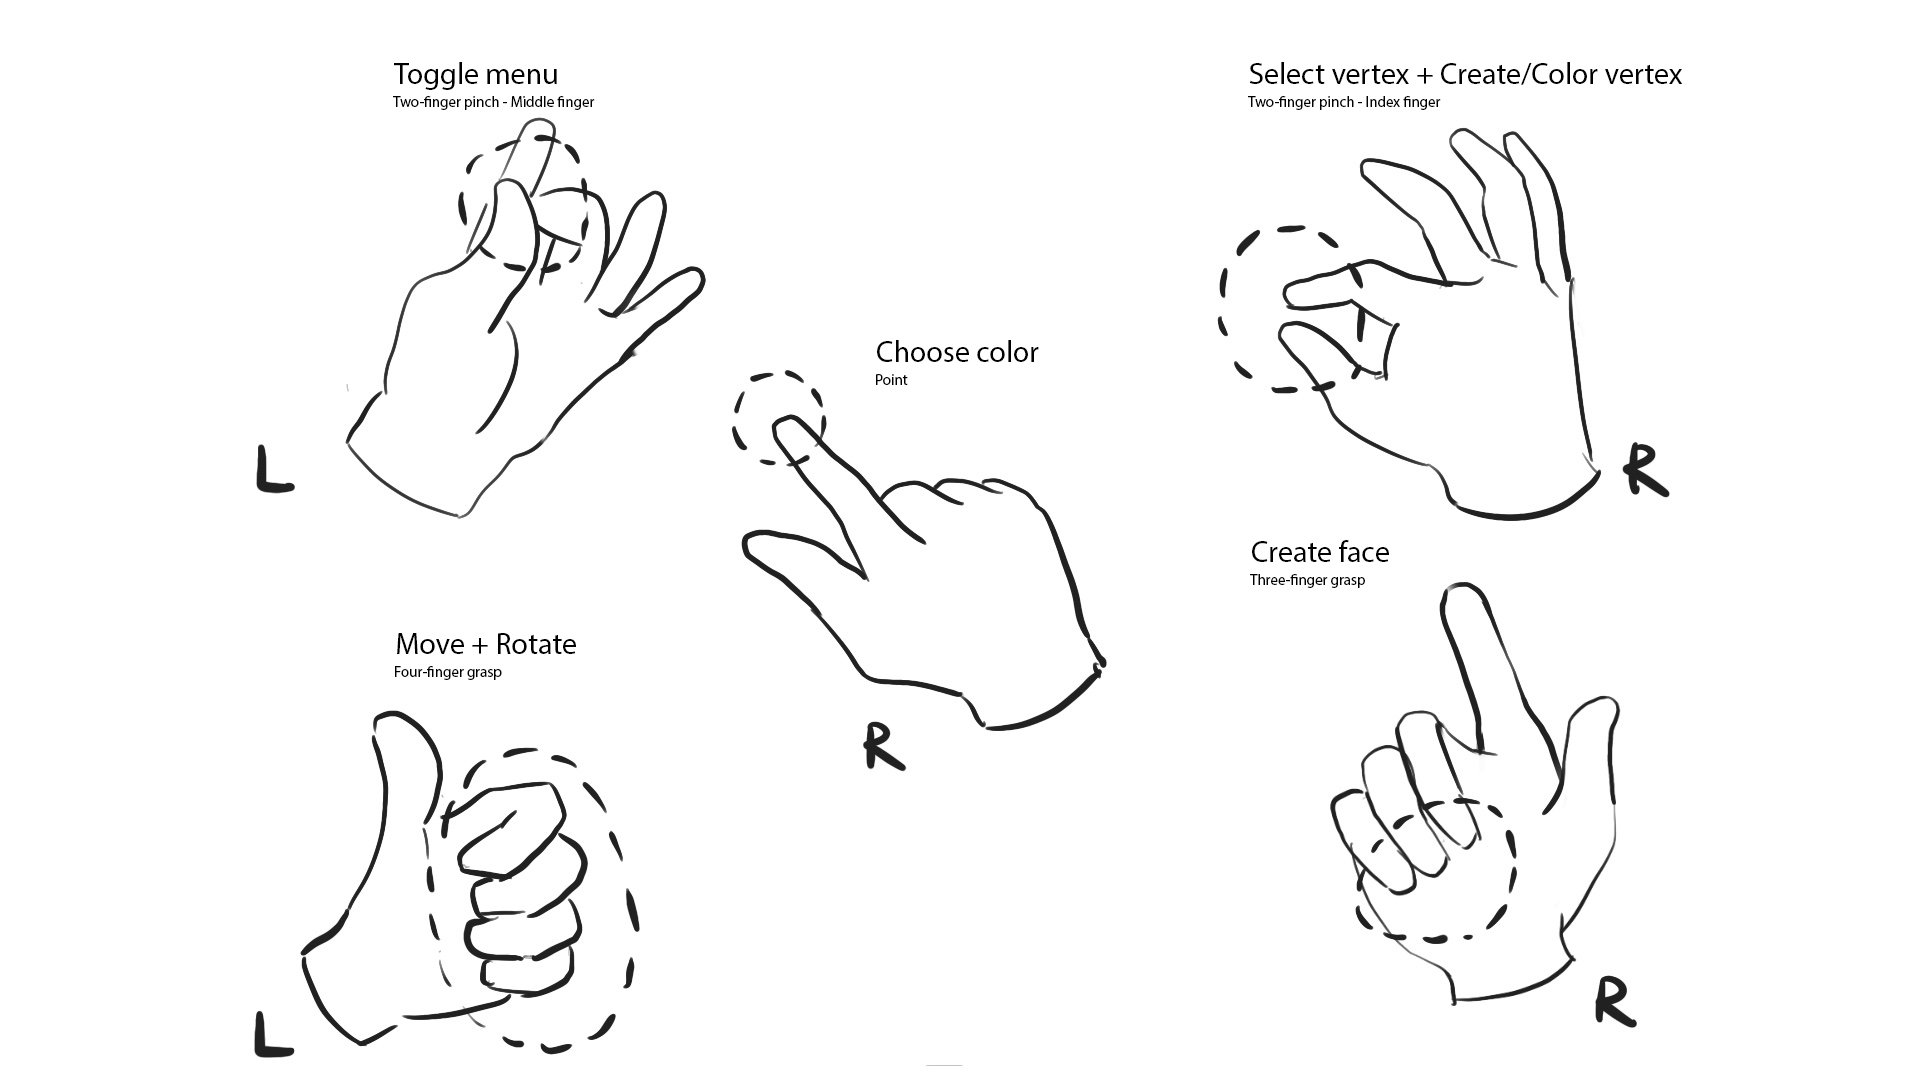 Toggle menu
Two-finger pinch - Middle finger
L
Select vertex + Create/Color vertex
Two-finger pinch - Index finger
R
Choose color
Point
R
Move + Rotate
Four-finger grasp
L
Create face
Three-finger grasp
R